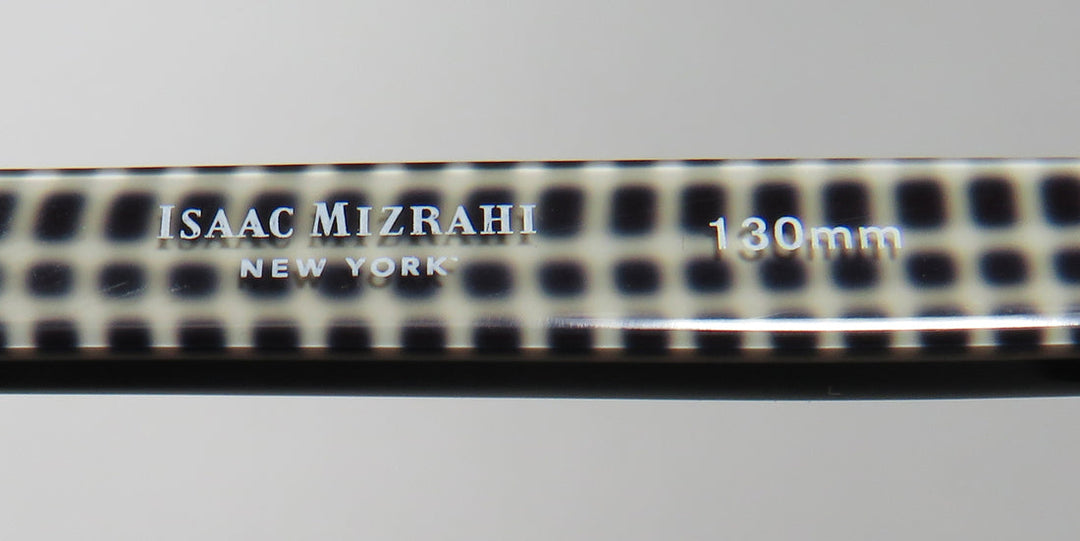 ISAAC MIZRAHI
NEW YORK
130mm